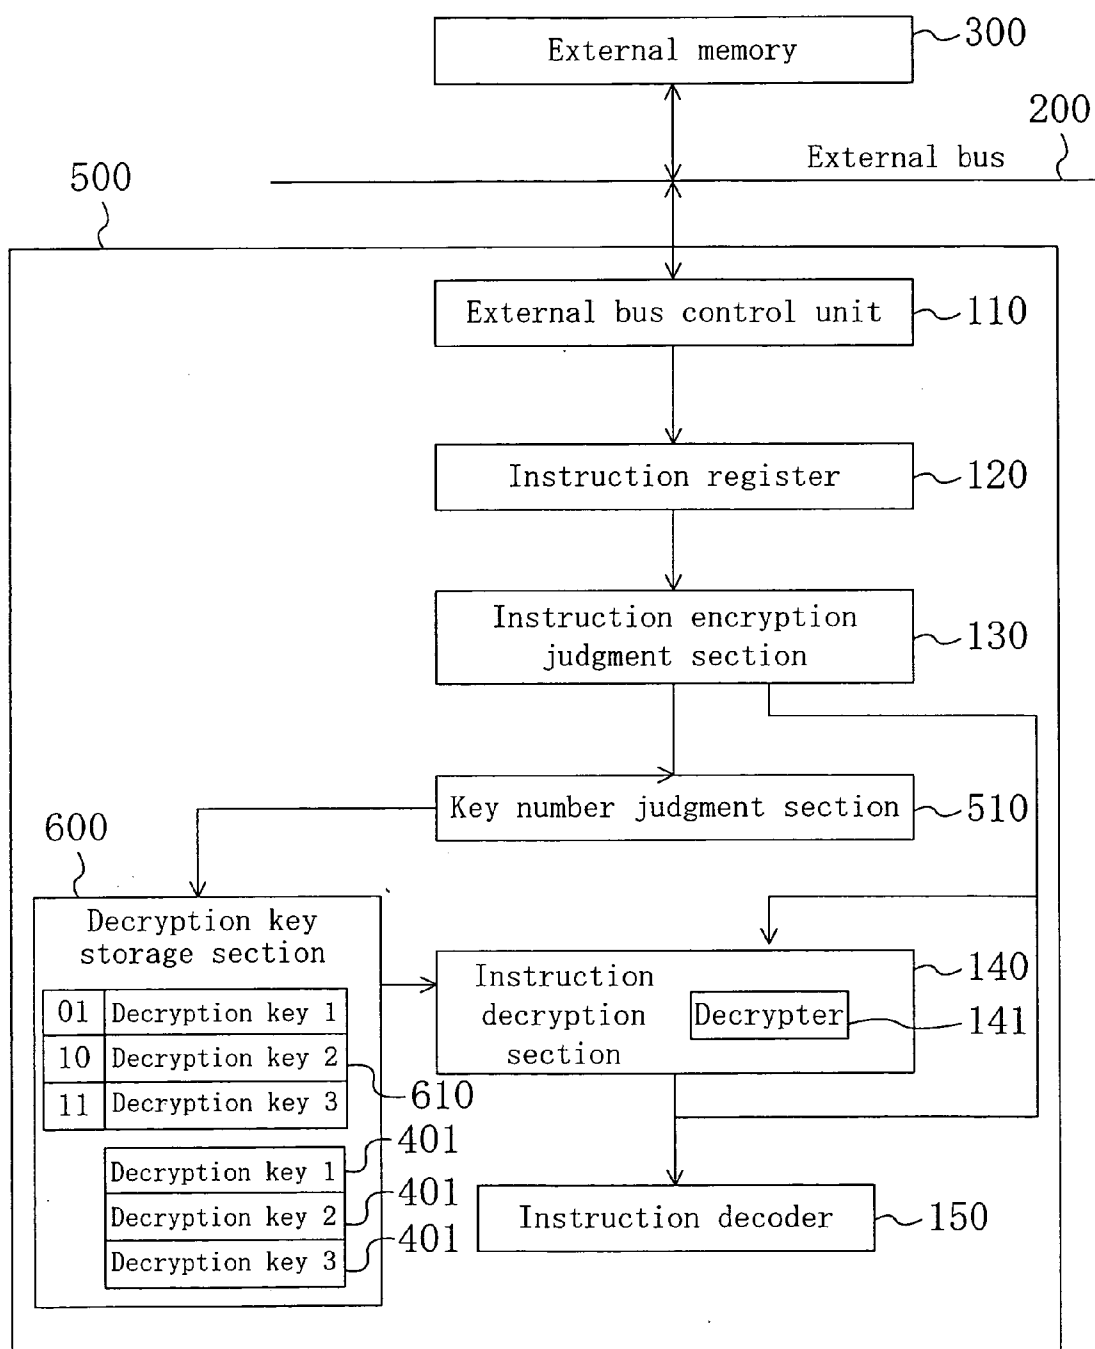 External memory
300
200
External bus
500
External bus control unit
110
Instruction register
120
Instruction encryption
judgment section
130
Key number judgment section
510
600
Decryption key
storage section
01 Decryption key 1
10 Decryption key 2
11 Decryption key 3
610
Instruction
decryption
section
Decrypter
140
141
Decryption key 1
401
Decryption key 2
401
Decryption key 3
401
Instruction decoder
150